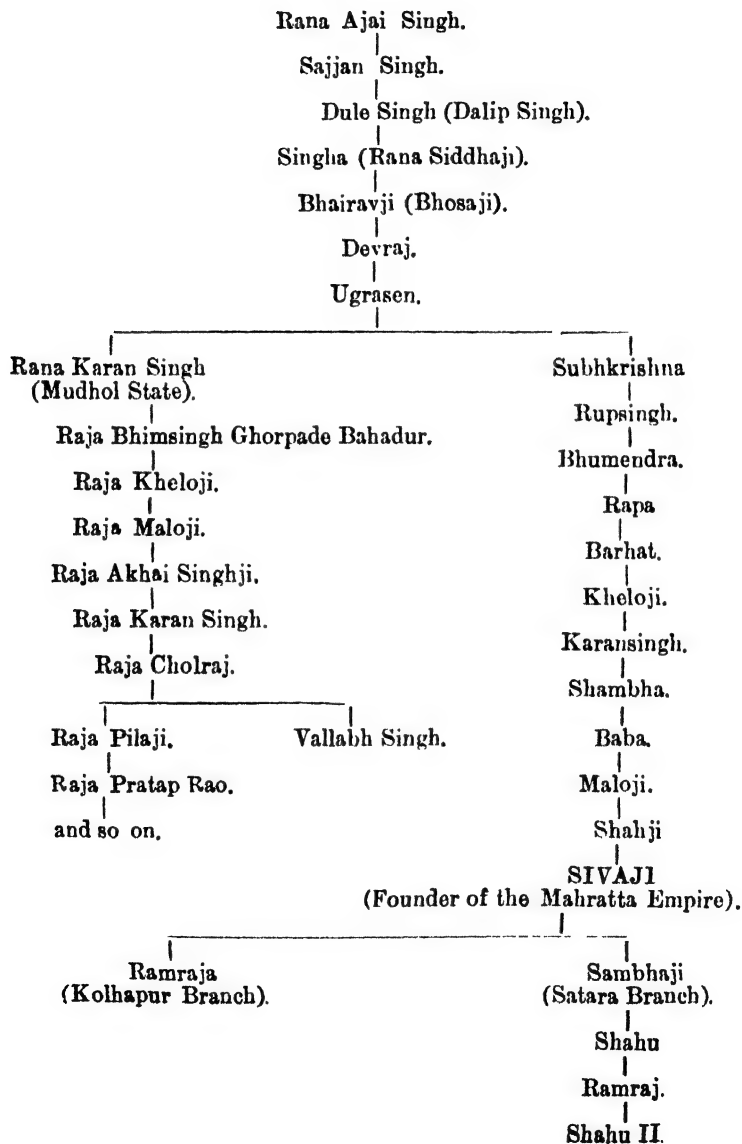 Rana Ajai Singh.
Sajjan Singh.
Dule Singh (Dalip Singh).
Singha (Rana Siddhaji).
Bhairavji (Bhosaji).
Devraj.
Ugrasen.
Rana Karan Singh
(Mudhol State).
Raja Bhimsingh Ghorpade Bahadur.
Raja Kheloji.
Raja Maloji.
Raja Akhai Singhji.
Raja Karan Singh.
Raja Cholraj.
Raja Pilaji. Vallabh Singh.
Raja Pratap Rao.
and so on.
Subhkrishna
Rupsingh.
Bhumendra.
Rapa
Barhat.
Kheloji.
Karansingh.
Shambha.
Baba.
Maloji.
Shahji
SIVAJI
(Founder of the Mahratta Empire).
Ramraja
(Kolhapur Branch).
Sambhaji
(Satara Branch).
Shahu
Ramraj.
Shahu II.